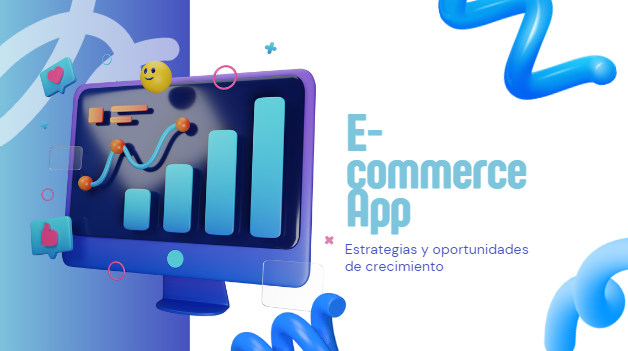 E-
commerce
App
Estrategias y oportunidades
de crecimiento